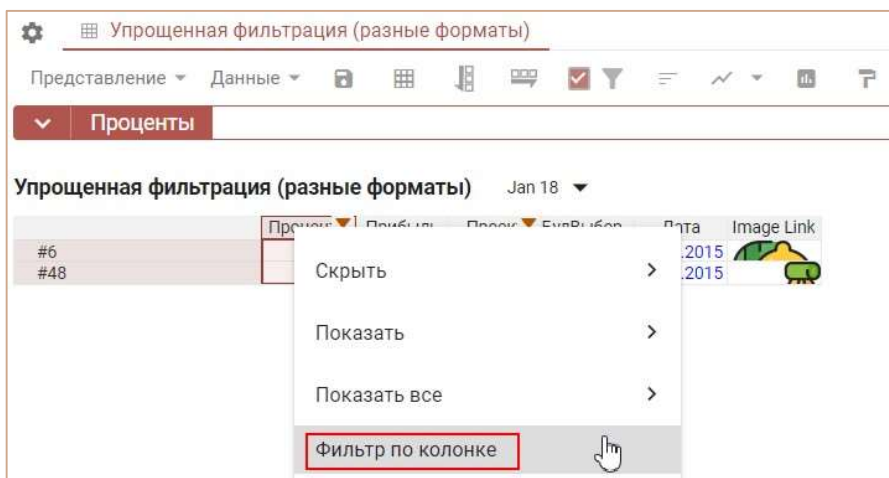 Упрощенная фильтрация (разные форматы)
Представление Данные
Проценты
Упрощенная фильтрация (разные форматы) Jan 18
Дата Image Link
#6 .2015
#48 .2015
Скрыть
Показать
Показать все
Фильтр по колонке